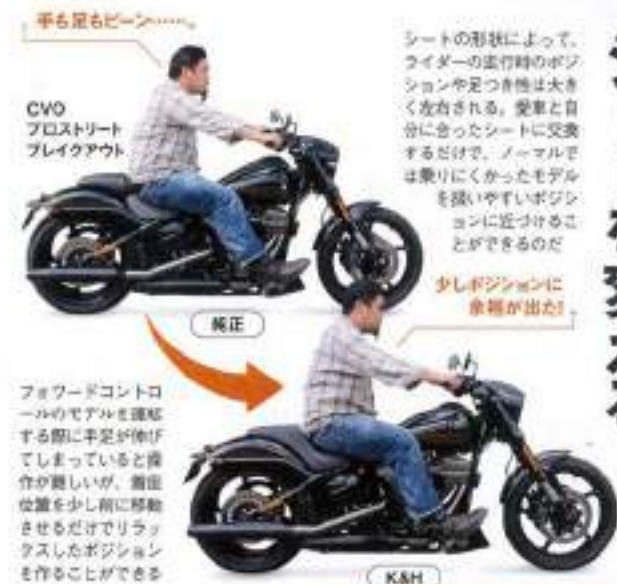 手も足もピーン……。
CVO
プロストリート
ブレイクアウト
シートの形状によって、
ライダーの走行時のポジ
ションや足つき性は大き
く左右される。愛車と自
分に合ったシートに交換
するだけで、ノーマルで
は乗りにくかったモデル
を扱いやすいポジシ
ョンに近づけるこ
とができるのだ
純正
少しポジションに
余裕が出た!
フォワードコントロ
ールのモデルを運転
する際に手足が伸び
てしまっていると操
作が難しいが、着座
位置を少し前に移動
させるだけでリラッ
クスしたポジション
を作ることができる
K&H